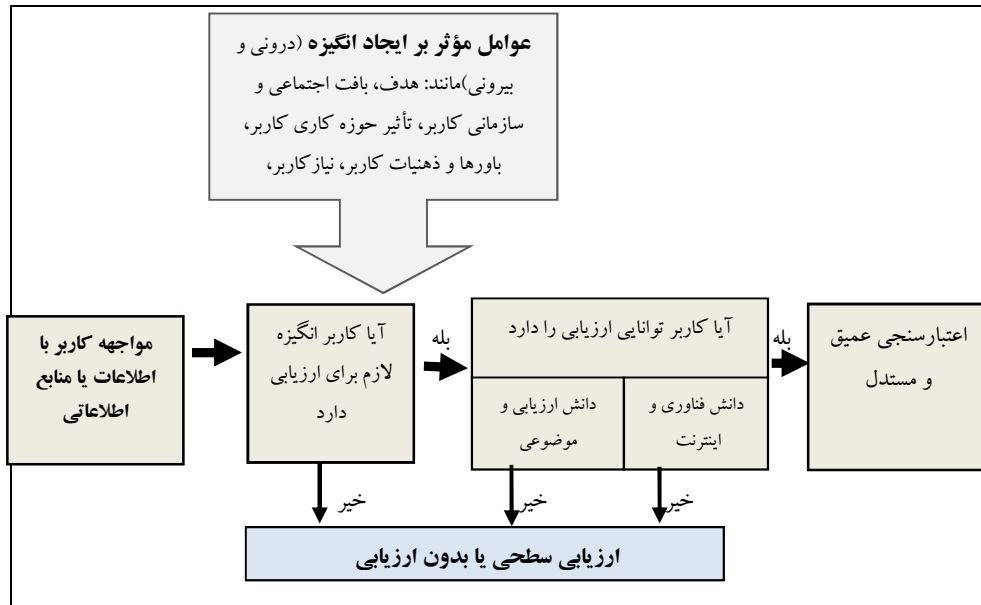 عوامل مؤثر بر ایجاد انگیزه (درونی و
بیرونی)مانند: هدف، بافت اجتماعی و
سازمانی کاربر، تأثیر حوزه کاری کاربر،
باورها و ذهنیات کاربر، نیازکاربر،
مواجهه کاربر با
اطلاعات یا منابع
اطلاعاتی
آیا کاربر انگیزه
لازم برای ارزیابی
دارد
بله
آیا کاربر توانایی ارزیابی را دارد
دانش ارزیابی و
موضوعی
دانش فناوری و
اینترنت
بله
اعتبارسنجی عمیق
و مستدل
خیر
خیر
خیر
ارزیابی سطحی یا بدون ارزیابی